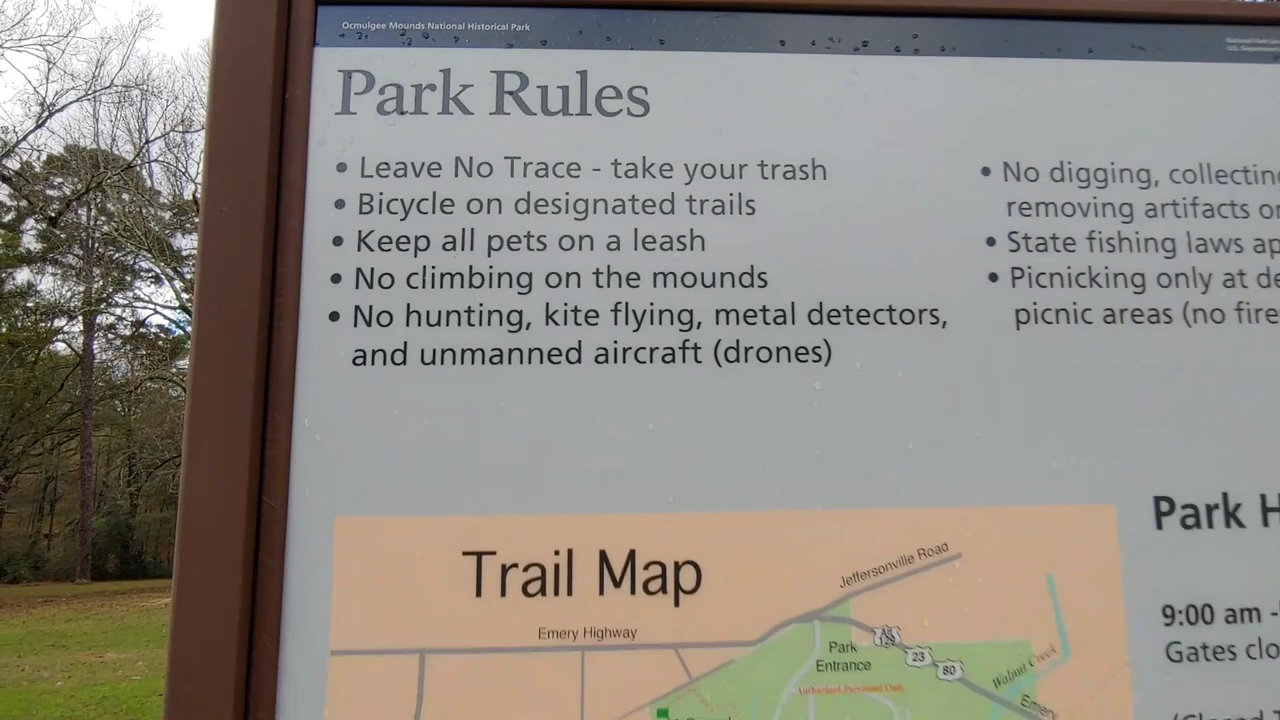 Ocmulgee Mounds National Historical Park
Park Rules
• Leave No Trace - take your trash
• Bicycle on designated trails
• Keep all pets on a leash
• No climbing on the mounds
• No hunting, kite flying, metal detectors,
and unmanned aircraft (drones)
• No digging, collectin
removing artifacts or
• State fishing laws ap
• Picnicking only at de
picnic areas (no fire
Trail Map
Jeffersonville Road
Emery Highway
Park
Entrance
23
80
Walnut Creek
Emery
Park H
9:00 am -
Gates clo